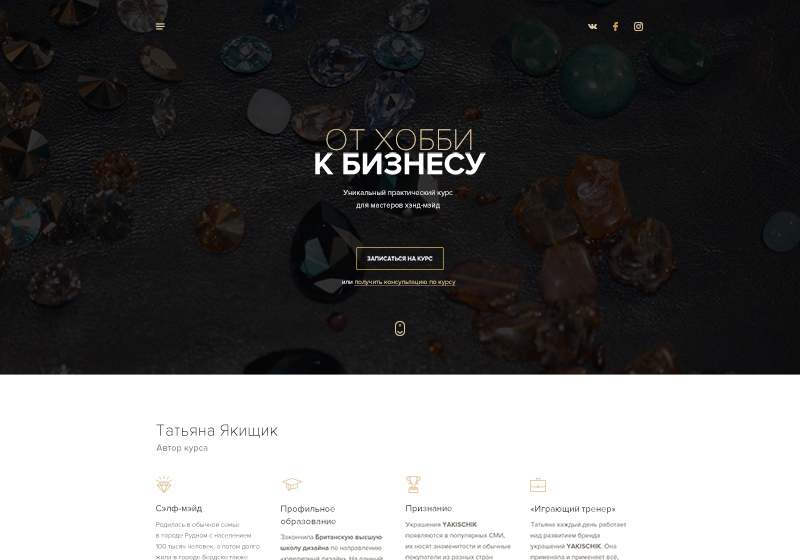 ОТ ХОББИ
К БИЗНЕСУ
Уникальный практический курс
для мастеров хэнд-мэйд
ЗАПИСАТЬСЯ НА КУРС
или получить консультацию по курсу
Татьяна Якищик
Автор курса
Сэлф-мэйд
Родилась в обычной семье
в городе Рудном с населением
100 тысяч человек, а потом долго
жила в городе Бердске также
Профильное
образование
Закончила Британскую высшую
школу дизайна по направлению
«ювелирный дизайн». На данный
Признание
Украшения YAKISCHIK
появляются в популярных СМИ,
их носят знаменитости и обычные
покупатели из разных стран
«Играющий тренер»
Татьяна каждый день работает
над развитием бренда
украшений YAKISCHIK. Она
применяла и применяет всё,